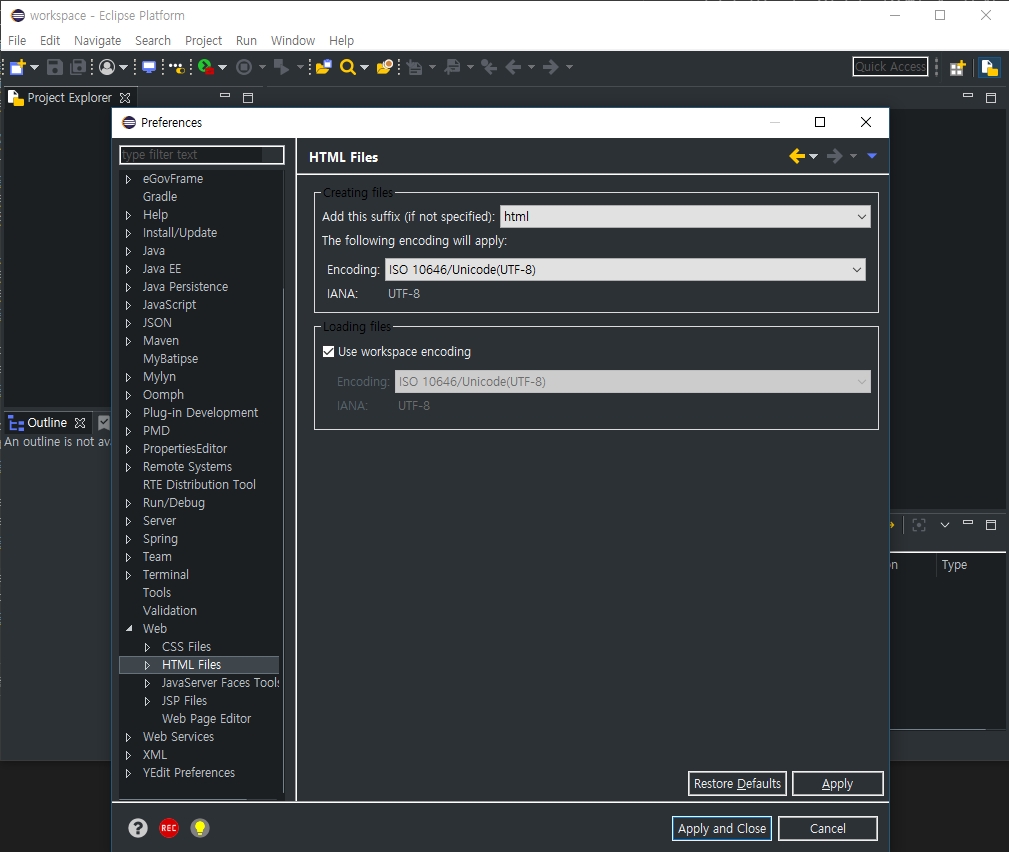 workspace - Eclipse Platform
File Edit Navigate Search Project Run Window Help
Quick Access
Project Explorer
Preferences
type filter text
HTML Files
eGovFrame
Gradle
Help
Install/Update
Java
Java EE
Java Persistence
JavaScript
JSON
Maven
MyBatipse
Mylyn
Oomph
Plug-in Development
PMD
PropertiesEditor
Remote Systems
RTE Distribution Tool
Run/Debug
Server
Spring
Team
Terminal
Tools
Validation
Web
CSS Files
HTML Files
JavaServer Faces Tools
JSP Files
Web Page Editor
Web Services
XML
YEdit Preferences
Creating files
Add this suffix (if not specified): html
The following encoding will apply:
Encoding: ISO 10646/Unicode(UTF-8)
IANA: UTF-8
Loading files
Use workspace encoding
Encoding: ISO 10646/Unicode(UTF-8)
IANA: UTF-8
Outline
An outline is not av
n Type
Restore Defaults Apply
REC
Apply and Close Cancel